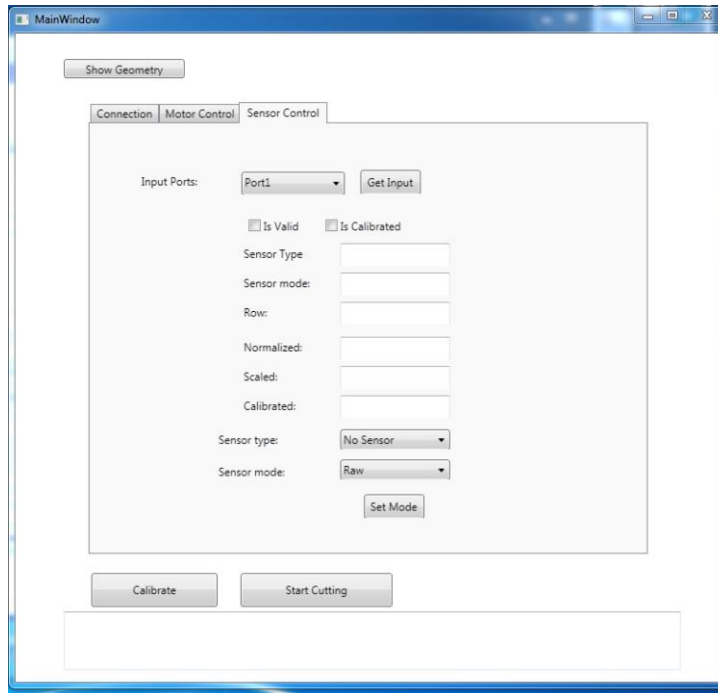 MainWindow
Show Geometry
Connection Motor Control Sensor Control
Input Ports: Port1 Get Input
Is Valid Is Calibrated
Sensor Type
Sensor mode:
Row:
Normalized:
Scaled:
Calibrated:
Sensor type: No Sensor
Sensor mode: Raw
Set Mode
Calibrate Start Cutting